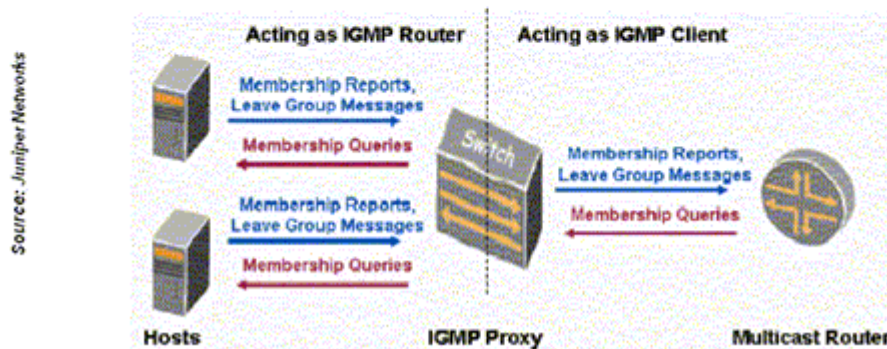 Source: Juniper Networks
Acting as IGMP Router
Acting as IGMP Client
Membership Reports,
Leave Group Messages
Membership Queries
Switch
Membership Reports,
Leave Group Messages
Membership Queries
Membership Reports,
Leave Group Messages
Membership Queries
Hosts
IGMP Proxy
Multicast Router